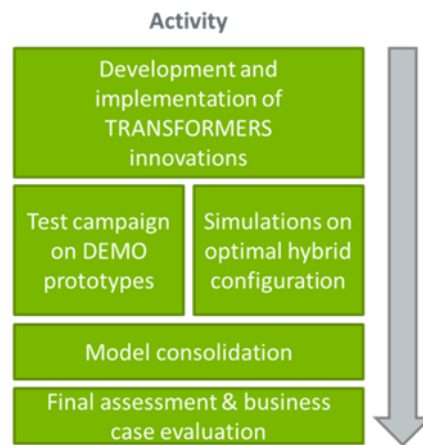 Activity
Development and
implementation of
TRANSFORMERS
innovations
Test campaign
on DEMO
prototypes
Simulations on
optimal hybrid
configuration
Model consolidation
Final assessment & business
case evaluation